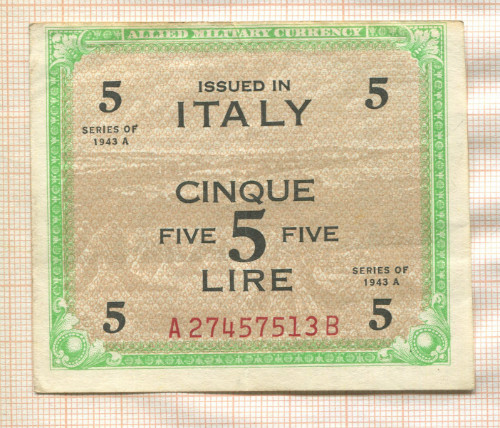 ALLIED MILITARY CURRENCY
5 ISSUED IN 5
ITALY
SERIES OF
1943 A
CINQUE
FIVE 5 FIVE
LIRE
SERIES OF
1943 A
5 A 27457513 B 5